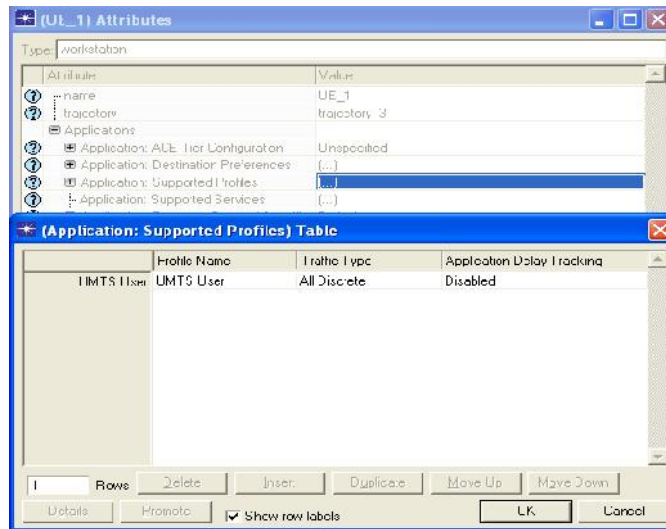 (UE_1) Attributes
Type: workstation
Attribute Value
name UE_1
trajectory trajectory_3
Applications
Application: ACE Tier Configuration Unspecified
Application: Destination Preferences (...)
Application: Supported Profiles (...)
Application: Supported Services (...)
(Application: Supported Profiles) Table
Profile Name Traffic Type Application Delay Tracking
UMTS User UMTS User All Discrete Disabled
1 Rows Delete Insert Duplicate Move Up Move Down
Details Promote Show row labels OK Cancel